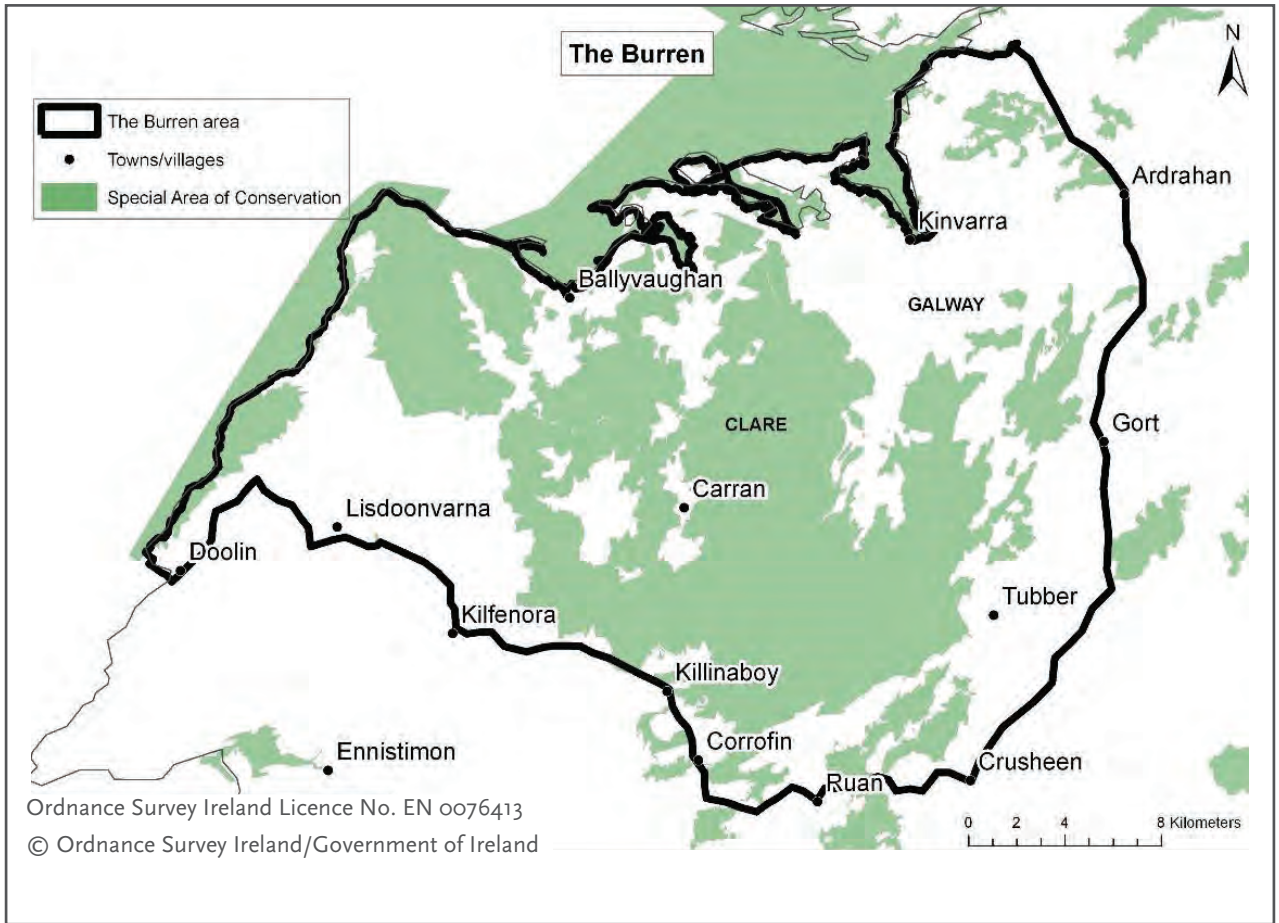 The Burren
N
The Burren area
Towns/villages
Special Area of Conservation
Ardrahan
Kinvarra
Ballyvaughan
GALWAY
CLARE
Gort
Carran
Lisdoonvarna
Doolin
Tubber
Kilfenora
Killinaboy
Corrofin
Ennistimon
Crusheen
Ruan
0 2 4 8 Kilometers
Ordnance Survey Ireland Licence No. EN 0076413
© Ordnance Survey Ireland/Government of Ireland